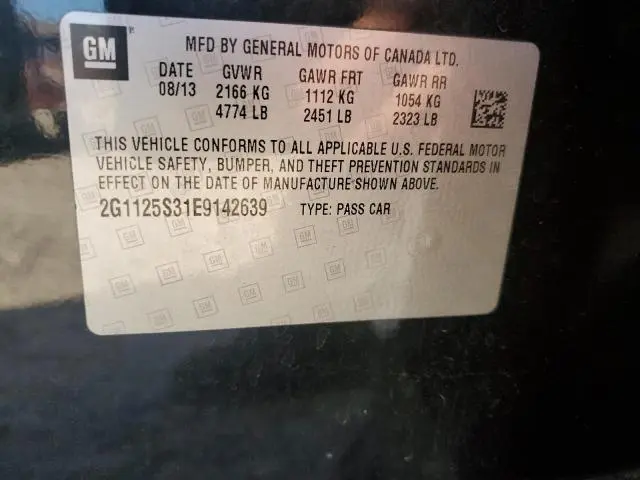 GM
MFD BY GENERAL MOTORS OF CANADA LTD.
DATE GVWR GAWR FRT GAWR RR
08/13 2166 KG 1112 KG 1054 KG
4774 LB 2451 LB 2323 LB
THIS VEHICLE CONFORMS TO ALL APPLICABLE U.S. FEDERAL MOTOR
VEHICLE SAFETY, BUMPER, AND THEFT PREVENTION STANDARDS IN
EFFECT ON THE DATE OF MANUFACTURE SHOWN ABOVE.
2G1125S31E9142639 TYPE: PASS CAR